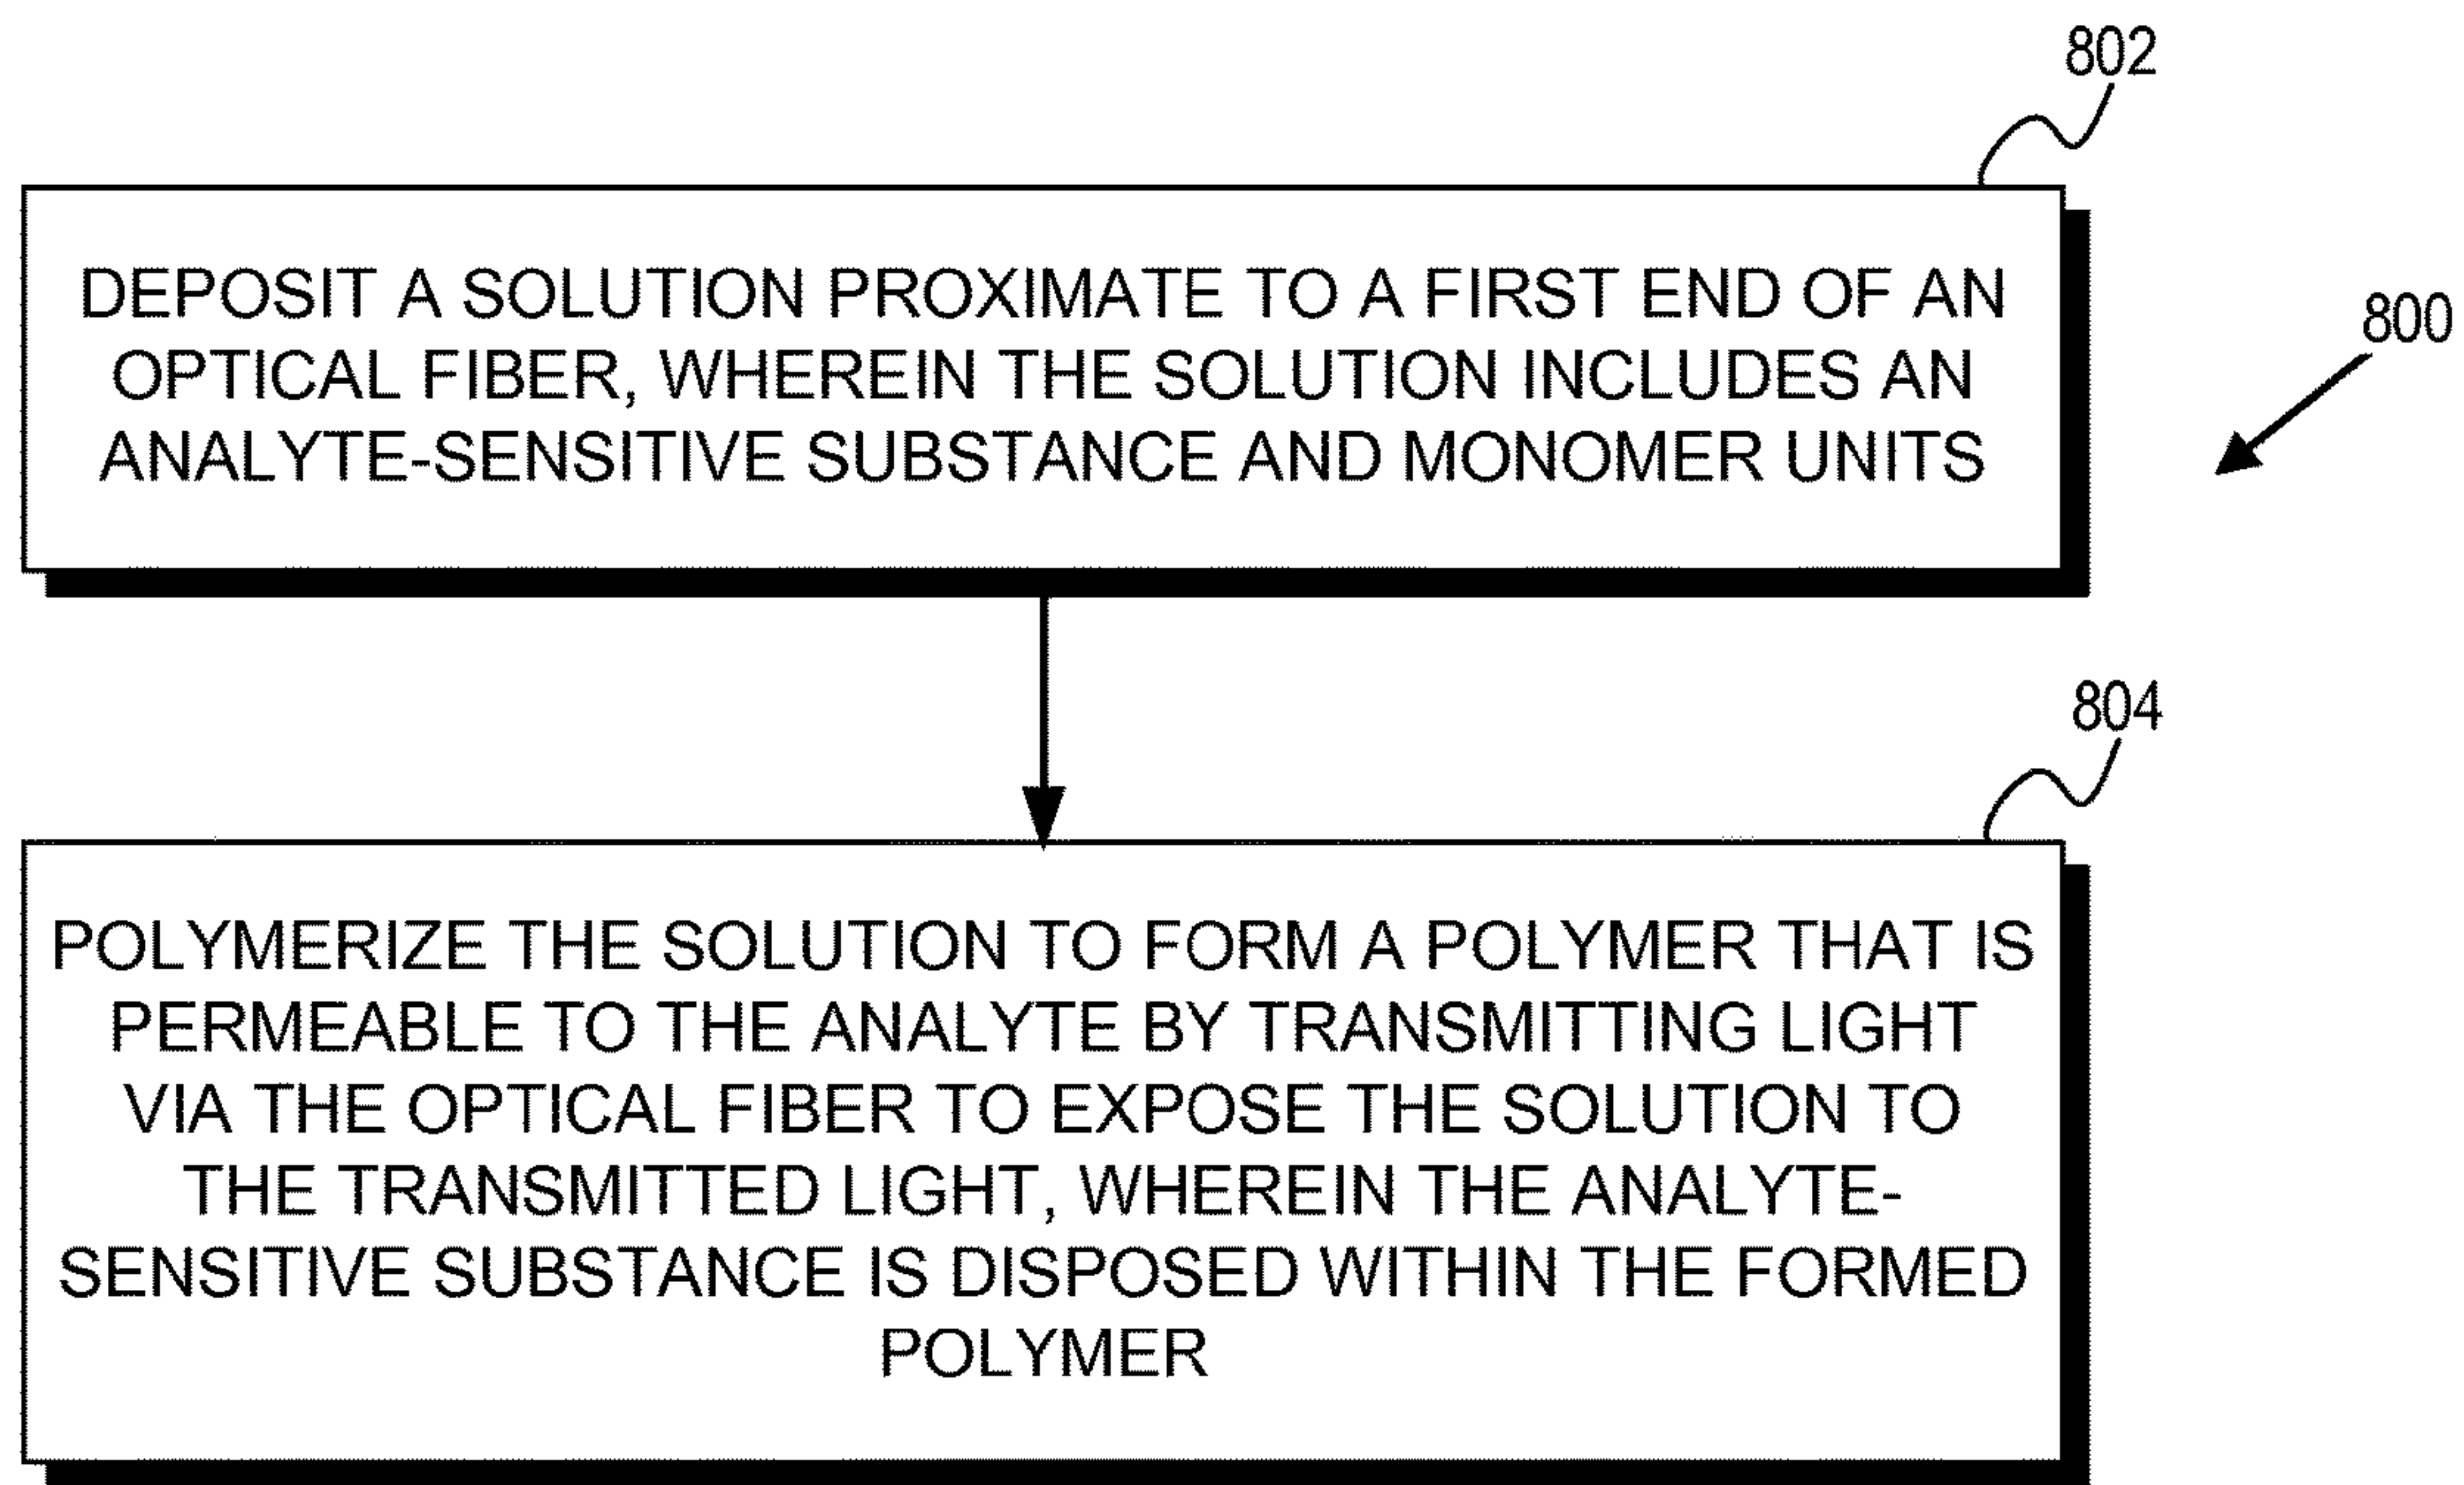 802
DEPOSIT A SOLUTION PROXIMATE TO A FIRST END OF AN
OPTICAL FIBER, WHEREIN THE SOLUTION INCLUDES AN
ANALYTE-SENSITIVE SUBSTANCE AND MONOMER UNITS
800
804
POLYMERIZE THE SOLUTION TO FORM A POLYMER THAT IS
PERMEABLE TO THE ANALYTE BY TRANSMITTING LIGHT
VIA THE OPTICAL FIBER TO EXPOSE THE SOLUTION TO
THE TRANSMITTED LIGHT, WHEREIN THE ANALYTE-
SENSITIVE SUBSTANCE IS DISPOSED WITHIN THE FORMED
POLYMER